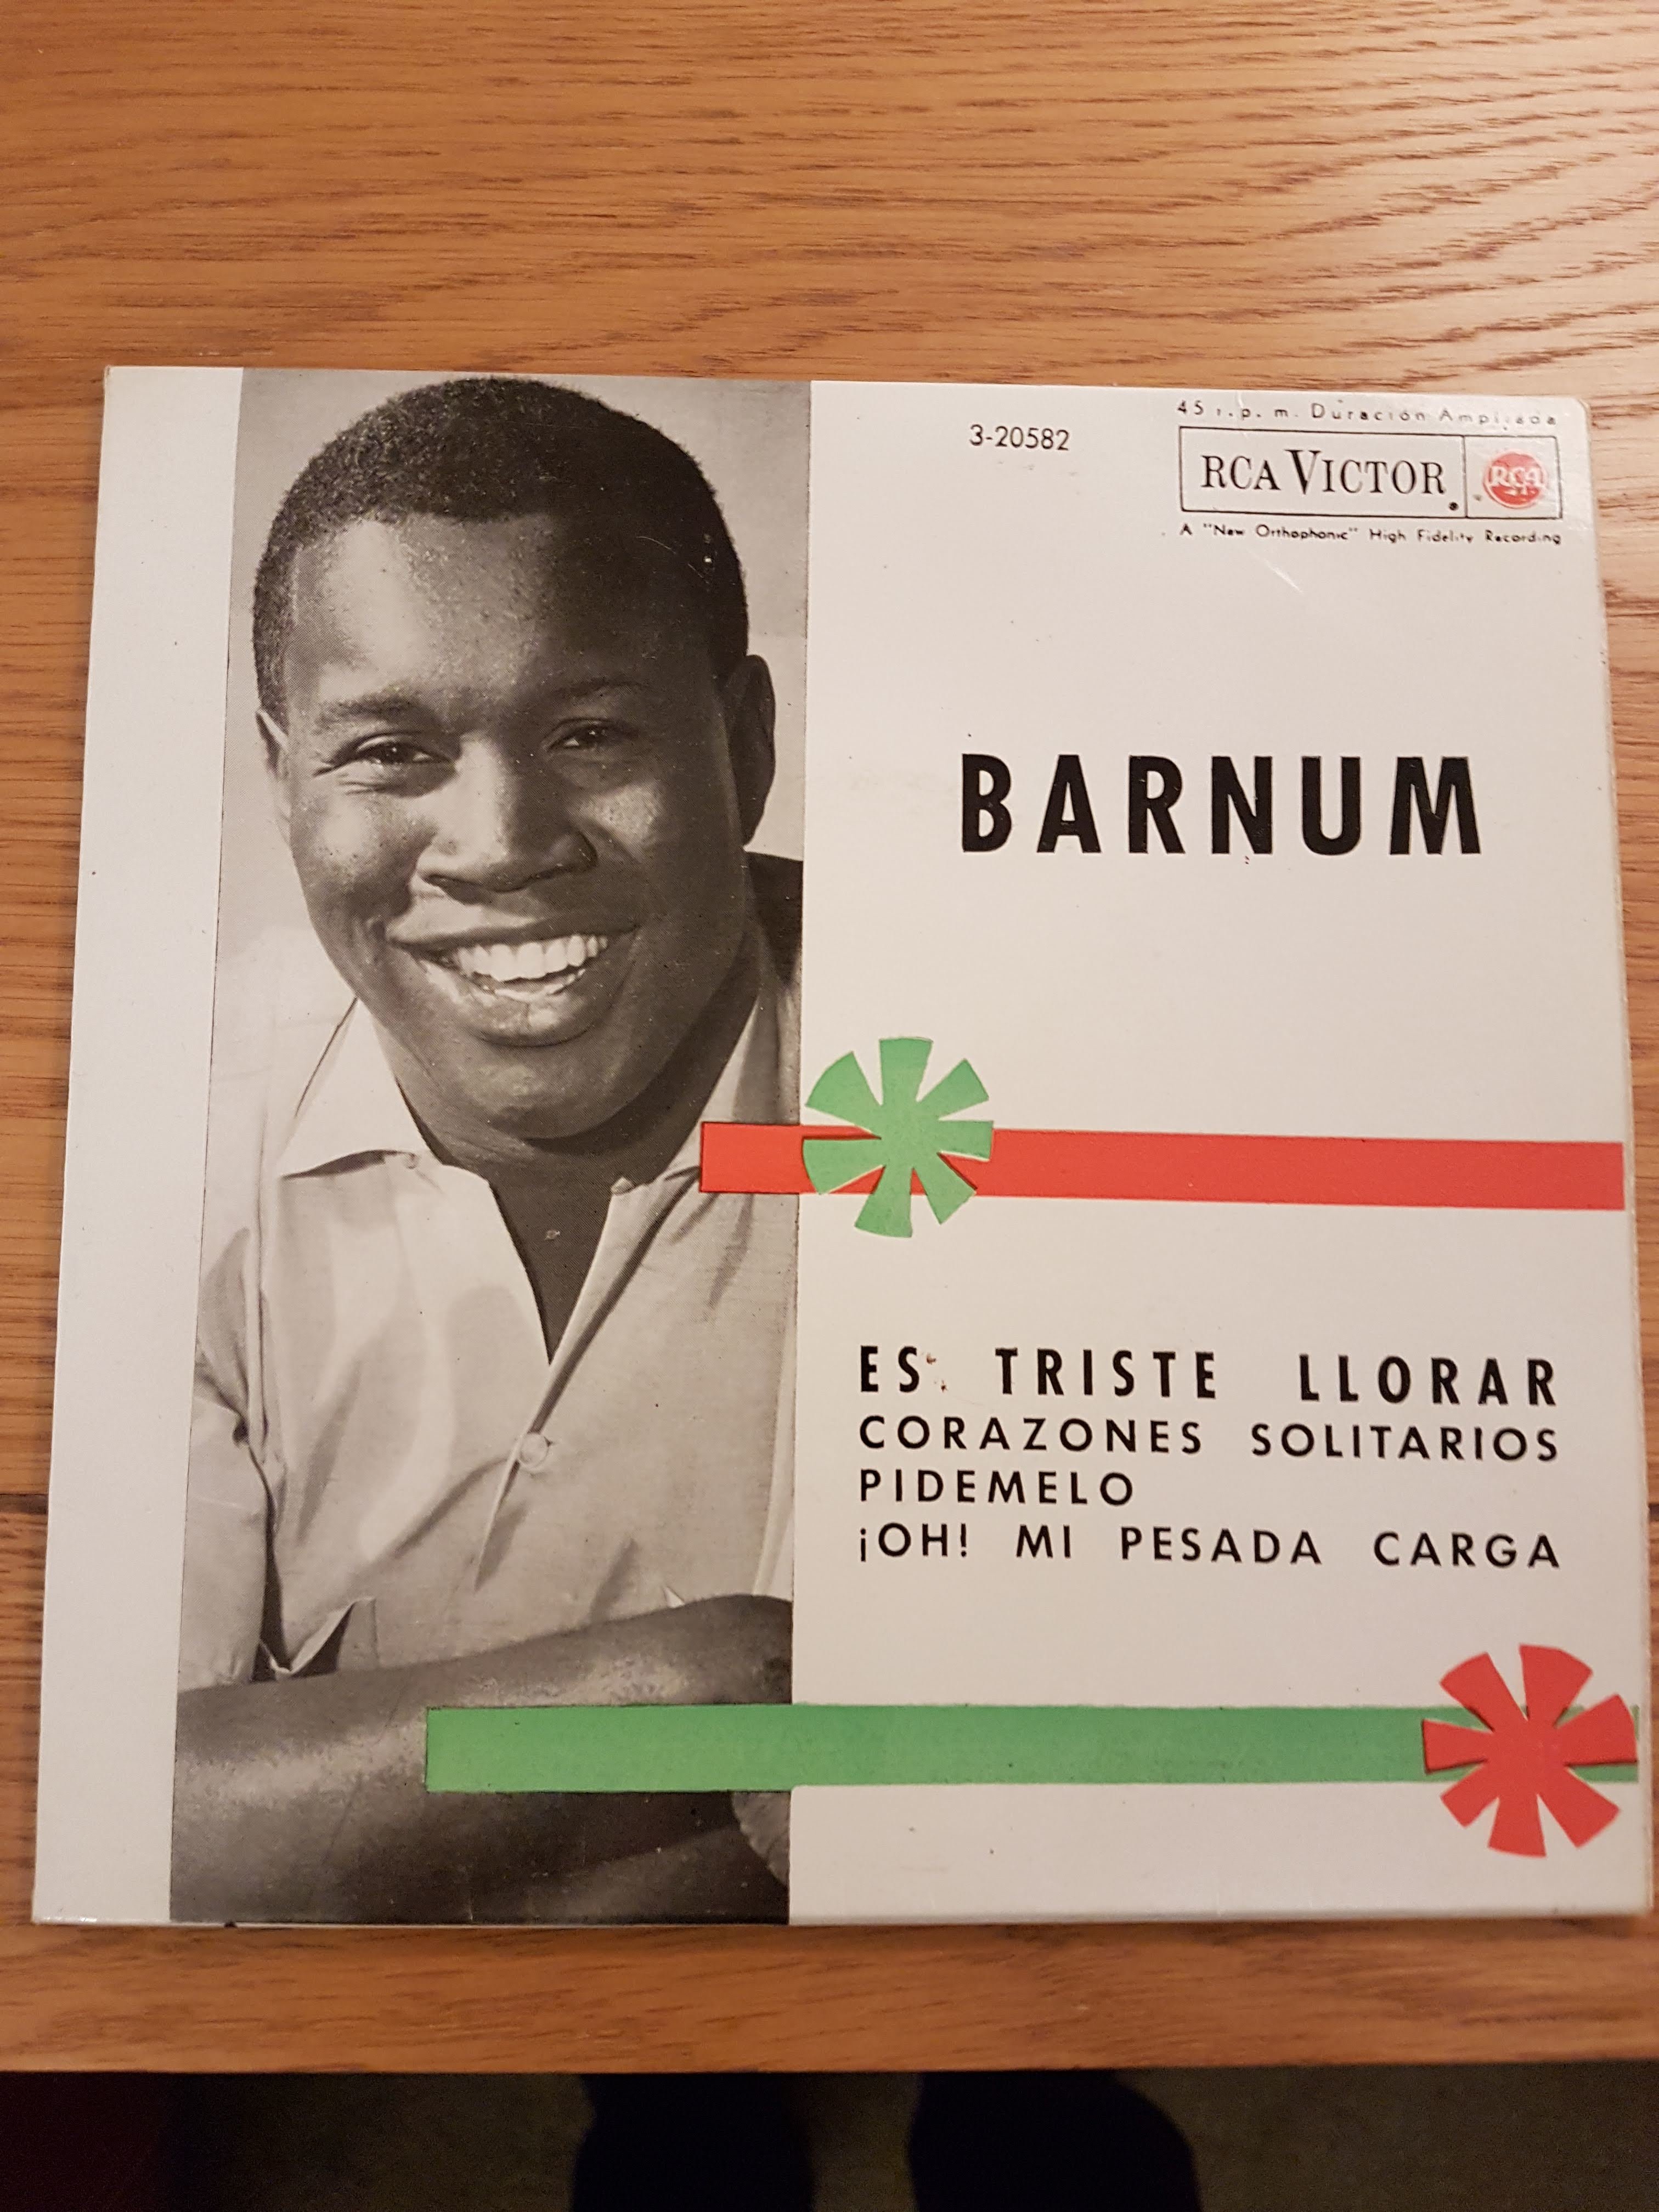 45 r.p.m. Duración Ampliada
3-20582
RCA VICTOR RCA
A "New Orthophonic" High Fidelity Recording
BARNUM
ES TRISTE LLORAR
CORAZONES SOLITARIOS
PIDEMELO
¡OH! MI PESADA CARGA